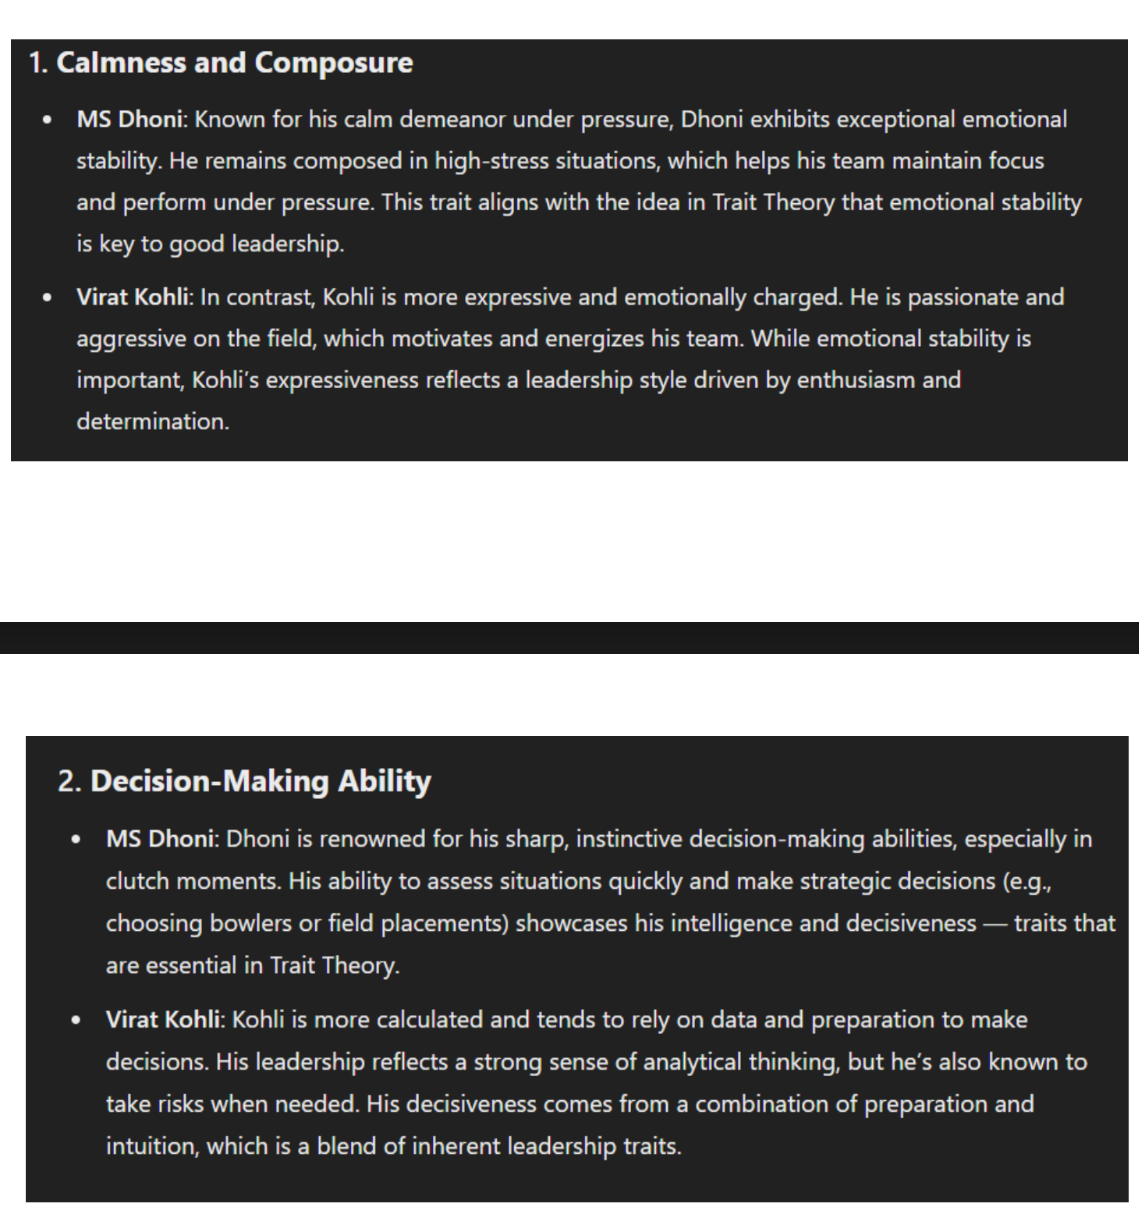 1. Calmness and Composure
• MS Dhoni: Known for his calm demeanor under pressure, Dhoni exhibits exceptional emotional
stability. He remains composed in high-stress situations, which helps his team maintain focus
and perform under pressure. This trait aligns with the idea in Trait Theory that emotional stability
is key to good leadership.
• Virat Kohli: In contrast, Kohli is more expressive and emotionally charged. He is passionate and
aggressive on the field, which motivates and energizes his team. While emotional stability is
important, Kohli’s expressiveness reflects a leadership style driven by enthusiasm and
determination.
2. Decision-Making Ability
• MS Dhoni: Dhoni is renowned for his sharp, instinctive decision-making abilities, especially in
clutch moments. His ability to assess situations quickly and make strategic decisions (e.g.,
choosing bowlers or field placements) showcases his intelligence and decisiveness — traits that
are essential in Trait Theory.
• Virat Kohli: Kohli is more calculated and tends to rely on data and preparation to make
decisions. His leadership reflects a strong sense of analytical thinking, but he’s also known to
take risks when needed. His decisiveness comes from a combination of preparation and
intuition, which is a blend of inherent leadership traits.